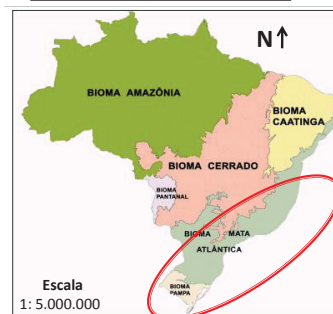 N↑
BIOMA AMAZÔNIA
BIOMA
CAATINGA
BIOMA CERRADO
BIOMA
PANTANAL
BIOMA MATA
ATLÂNTICA
BIOMA
PAMPA
Escala
1: 5.000.000